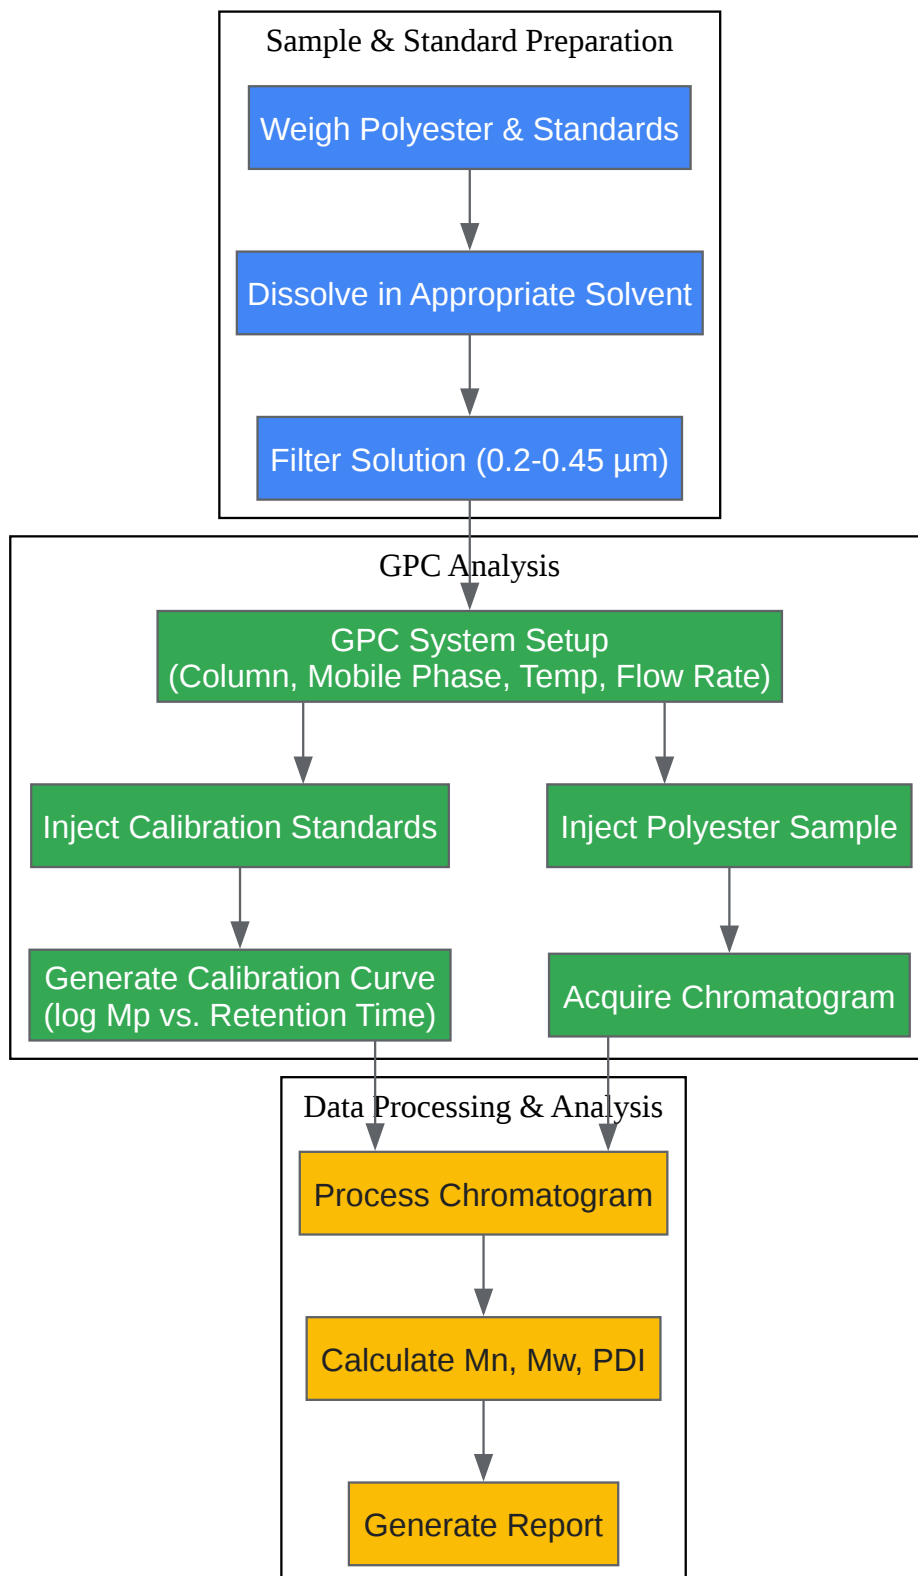 Sample & Standard Preparation
Weigh Polyester & Standards
Dissolve in Appropriate Solvent
Filter Solution (0.2-0.45 µm)
GPC Analysis
GPC System Setup
(Column, Mobile Phase, Temp, Flow Rate)
Inject Calibration Standards
Inject Polyester Sample
Generate Calibration Curve
(log Mp vs. Retention Time)
Acquire Chromatogram
Data Processing & Analysis
Process Chromatogram
Calculate Mn, Mw, PDI
Generate Report